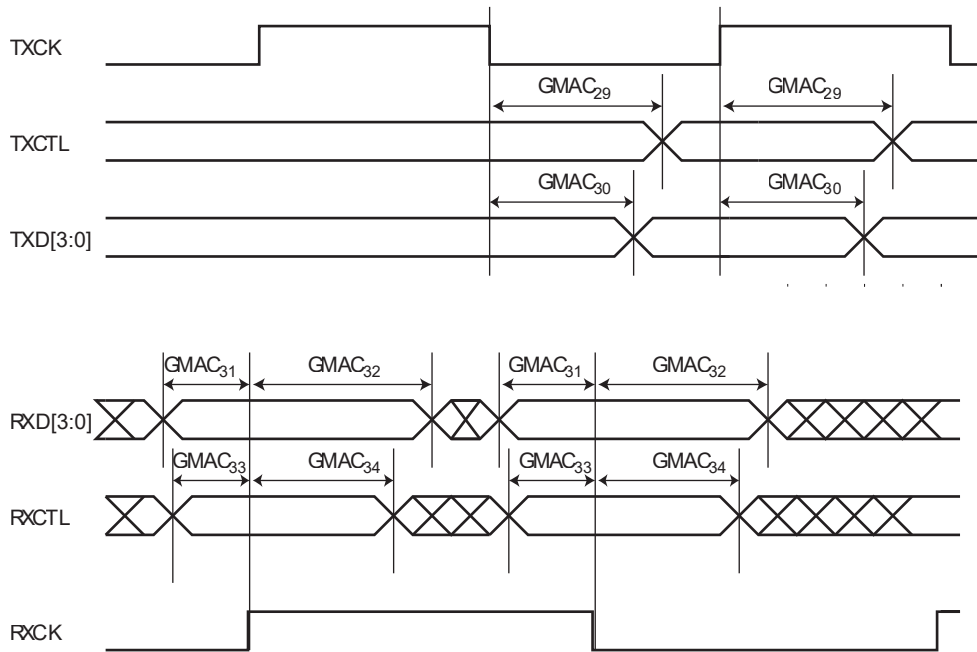 TXCK
GMAC29 GMAC29
TXCTL
GMAC30 GMAC30
TXD[3:0]
GMAC31 GMAC32 GMAC31 GMAC32
RXD[3:0]
GMAC33 GMAC34 GMAC33 GMAC34
RXCTL
RXCK